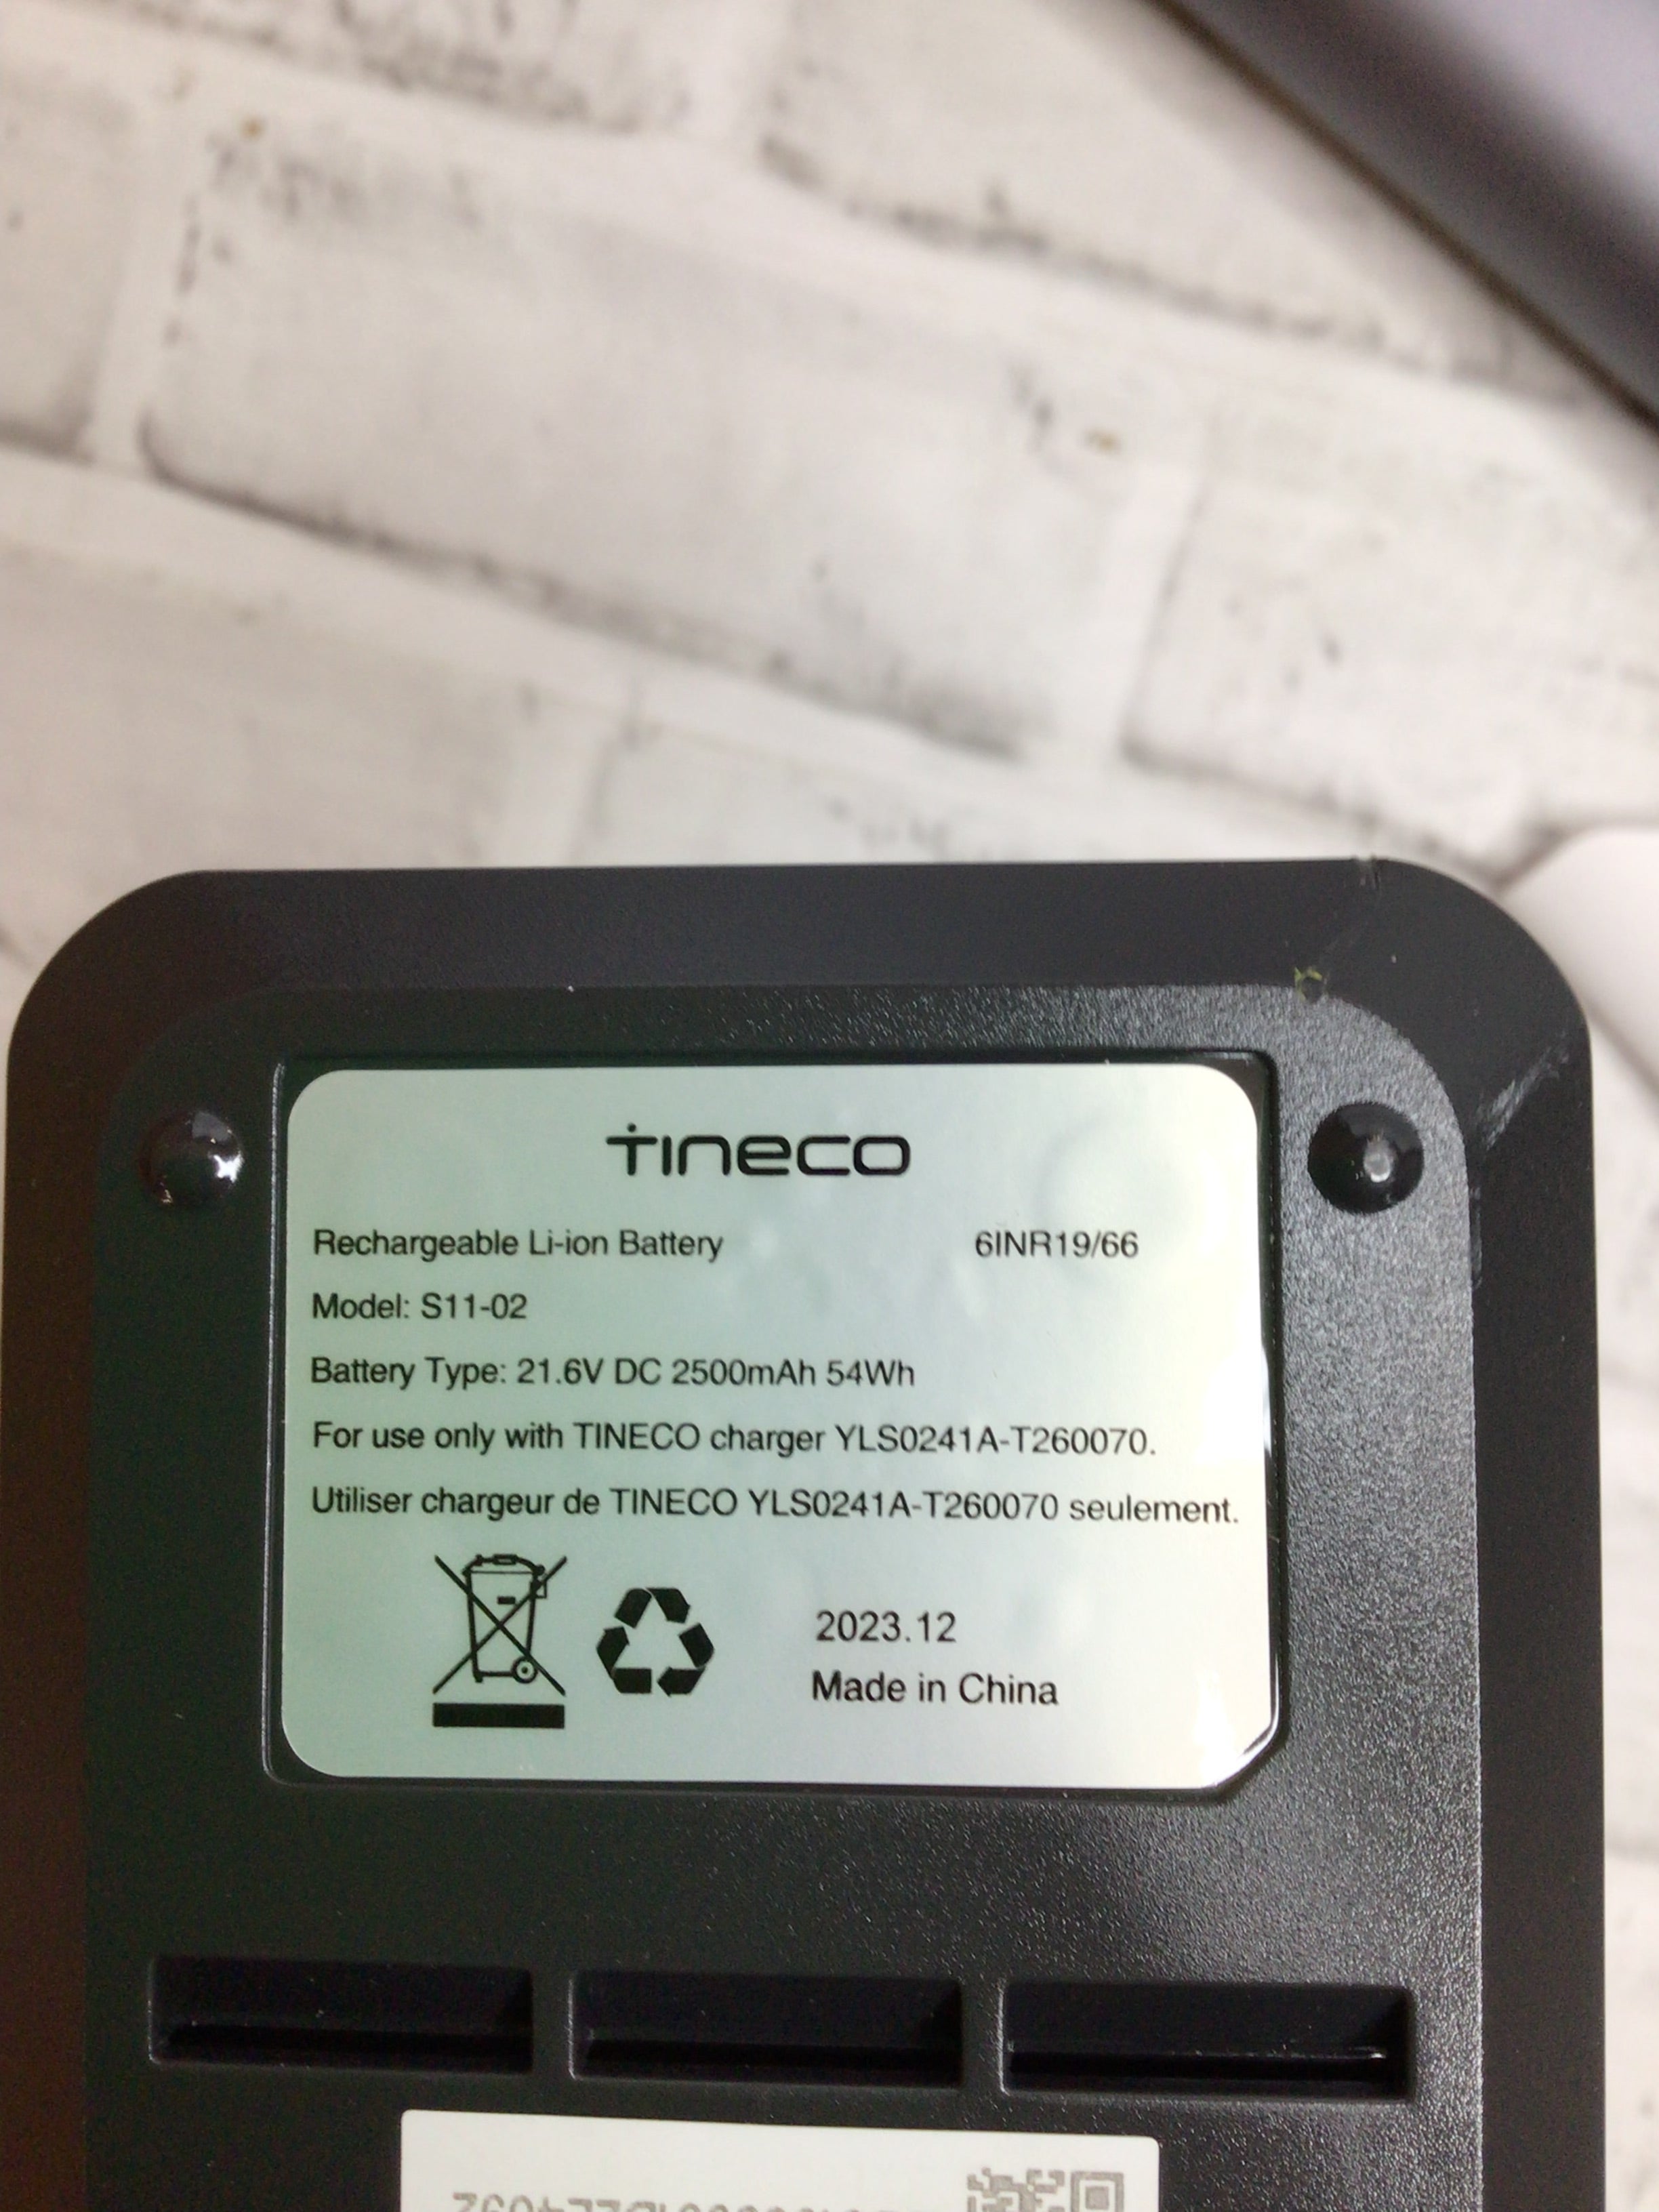 TINECO
Rechargeable Li-ion Battery 6INR19/66
Model: S11-02
Battery Type: 21.6V DC 2500mAh 54Wh
For use only with TINECO charger YLS0241A-T260070.
Utiliser chargeur de TINECO YLS0241A-T260070 seulement.
2023.12
Made in China